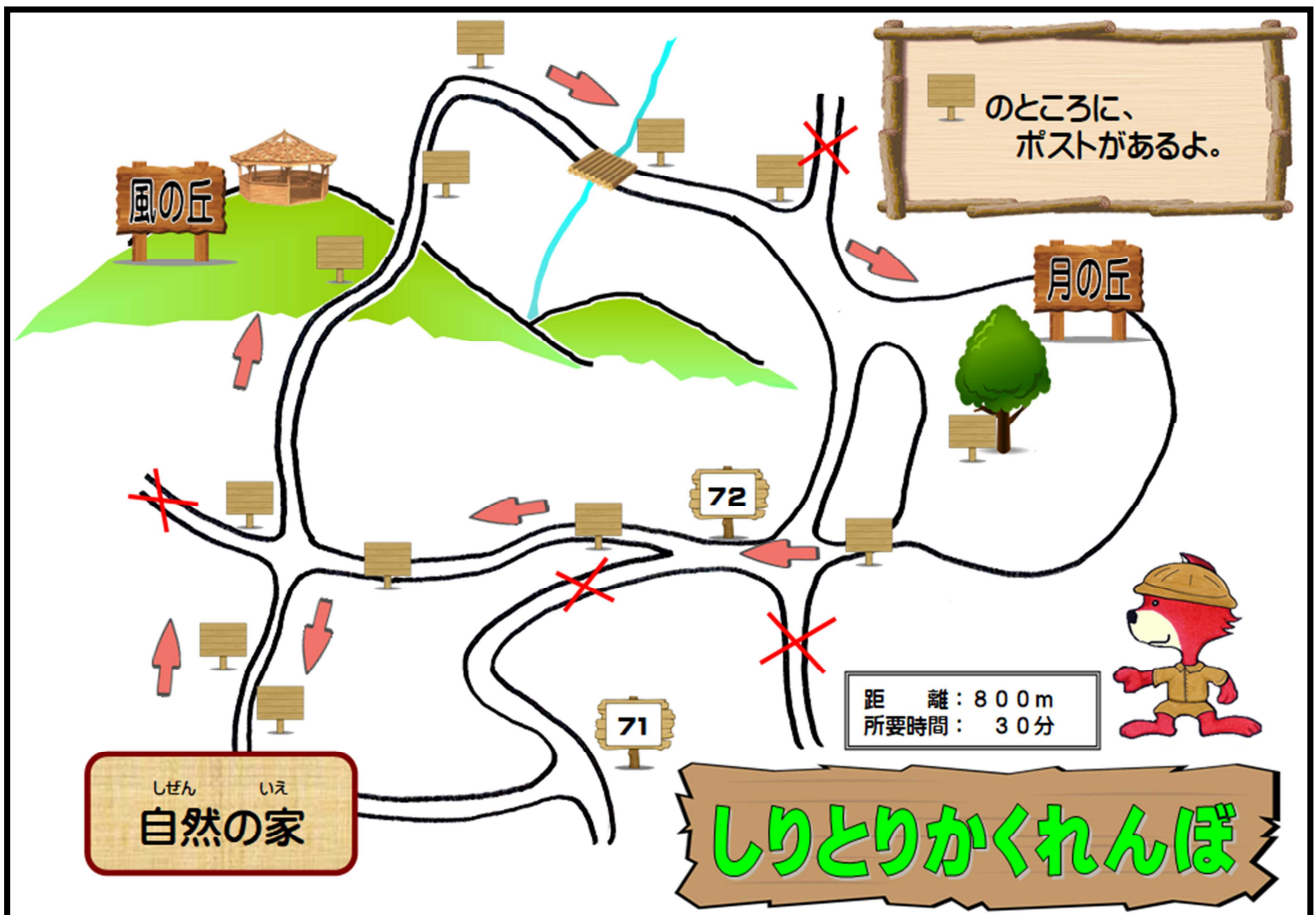 のところに、
ポストがあるよ。
風の丘
月の丘
72
71
距　離：８００ｍ
所要時間：　３０分
しぜん　いえ
自然の家
しりとりかくれんぼ